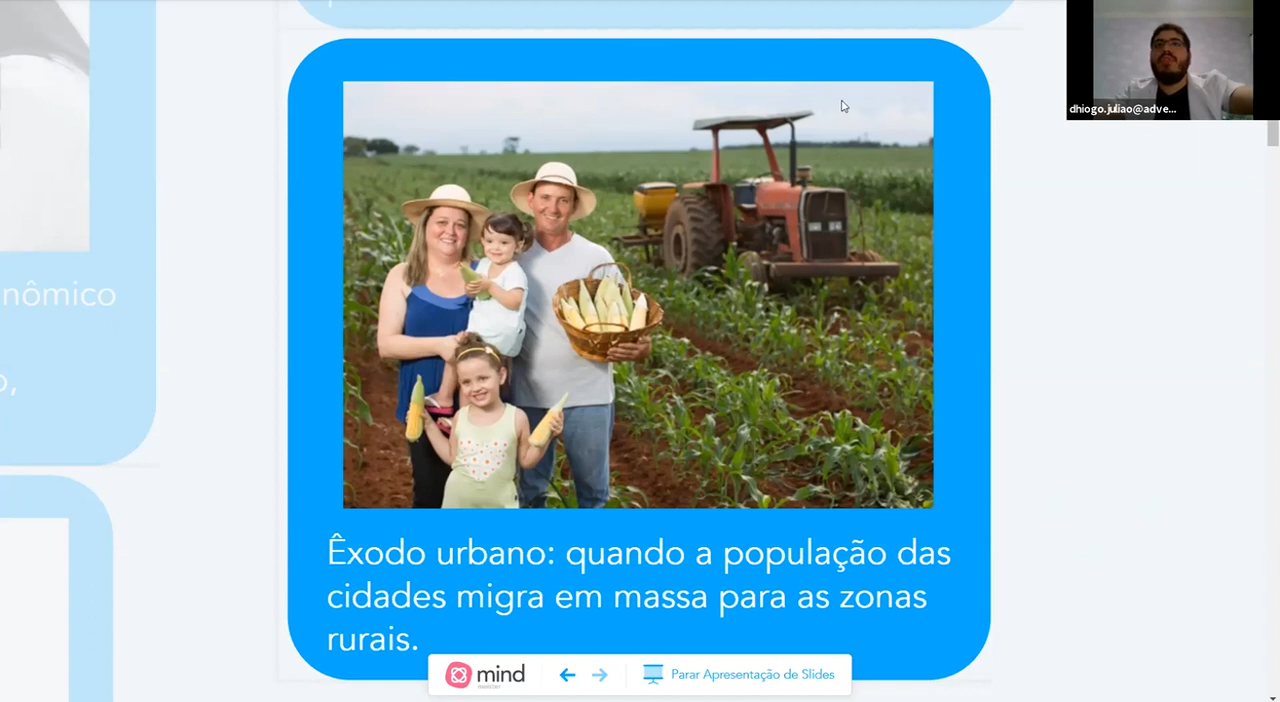 dhiogo.juliao@adve...
nômico
o,
Êxodo urbano: quando a população das
cidades migra em massa para as zonas
rurais.
mind
Parar Apresentação de Slides